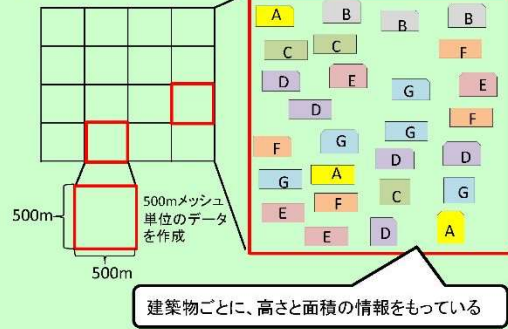 A B B B
C C F
D E G E
D F
F G G D D
G A C G
E F
E D A
500m
500mメッシュ
単位のデータ
を作成
500m
建築物ごとに、高さと面積の情報をもっている